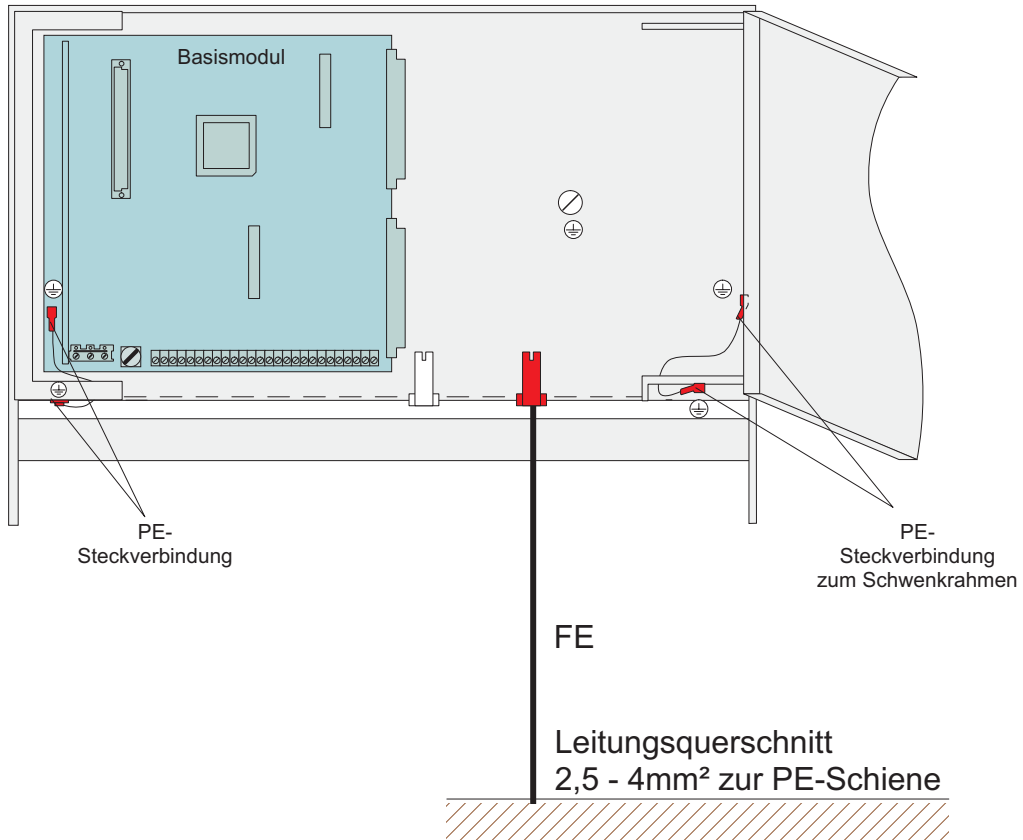 Basismodul
PE-
Steckverbindung
PE-
Steckverbindung
zum Schwenkrahmen
FE
Leitungsquerschnitt
2,5 - 4mm² zur PE-Schiene